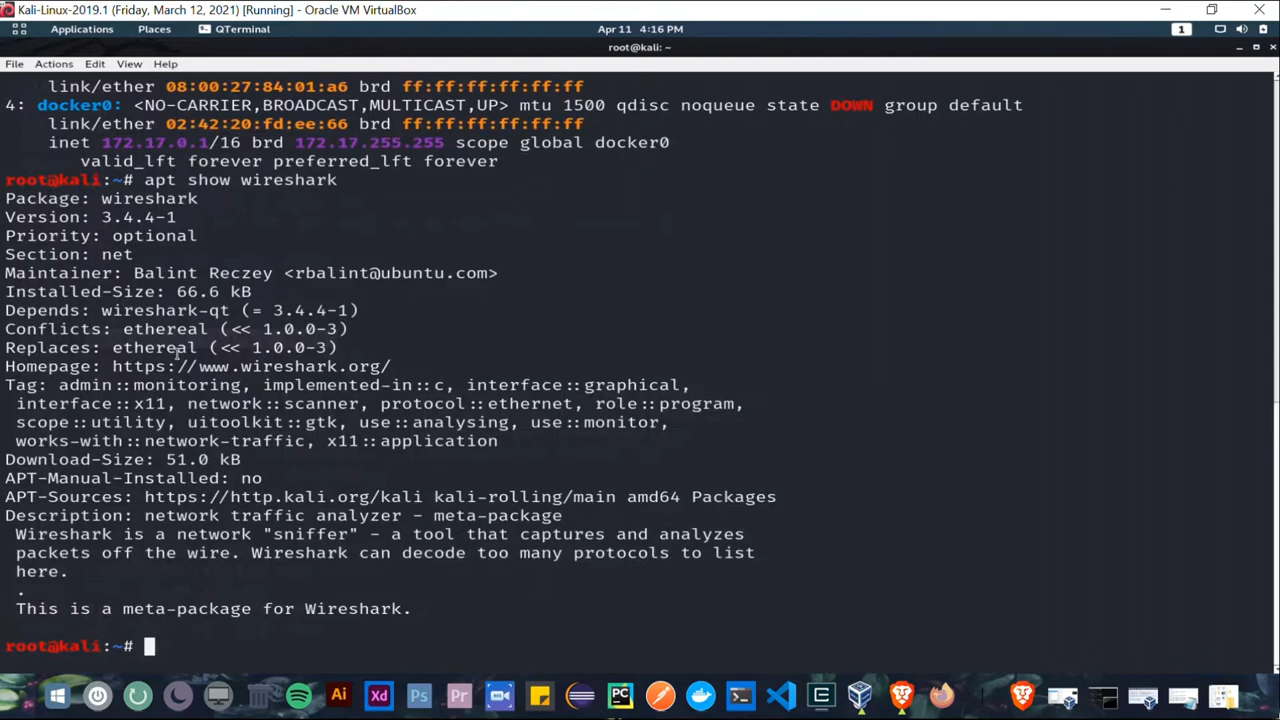 Kali-Linux-2019.1 (Friday, March 12, 2021) [Running] - Oracle VM VirtualBox
Applications Places QTerminal Apr 11 4:16 PM 1
root@kali: ~
File Actions Edit View Help
link/ether 08:00:27:84:01:a6 brd ff:ff:ff:ff:ff:ff
4: docker0: <NO-CARRIER,BROADCAST,MULTICAST,UP> mtu 1500 qdisc noqueue state DOWN group default
link/ether 02:42:20:fd:ee:66 brd ff:ff:ff:ff:ff:ff
inet 172.17.0.1/16 brd 172.17.255.255 scope global docker0
valid_lft forever preferred_lft forever
root@kali:~# apt show wireshark
Package: wireshark
Version: 3.4.4-1
Priority: optional
Section: net
Maintainer: Balint Reczey <rbalint@ubuntu.com>
Installed-Size: 66.6 kB
Depends: wireshark-qt (= 3.4.4-1)
Conflicts: ethereal (<< 1.0.0-3)
Replaces: ethereal (<< 1.0.0-3)
Homepage: https://www.wireshark.org/
Tag: admin::monitoring, implemented-in::c, interface::graphical,
interface::x11, network::scanner, protocol::ethernet, role::program,
scope::utility, uitoolkit::gtk, use::analysing, use::monitor,
works-with::network-traffic, x11::application
Download-Size: 51.0 kB
APT-Manual-Installed: no
APT-Sources: https://http.kali.org/kali kali-rolling/main amd64 Packages
Description: network traffic analyzer - meta-package
Wireshark is a network "sniffer" - a tool that captures and analyzes
packets off the wire. Wireshark can decode too many protocols to list
here.
.
This is a meta-package for Wireshark.
root@kali:~#
Ai Xd Ps Pr PC